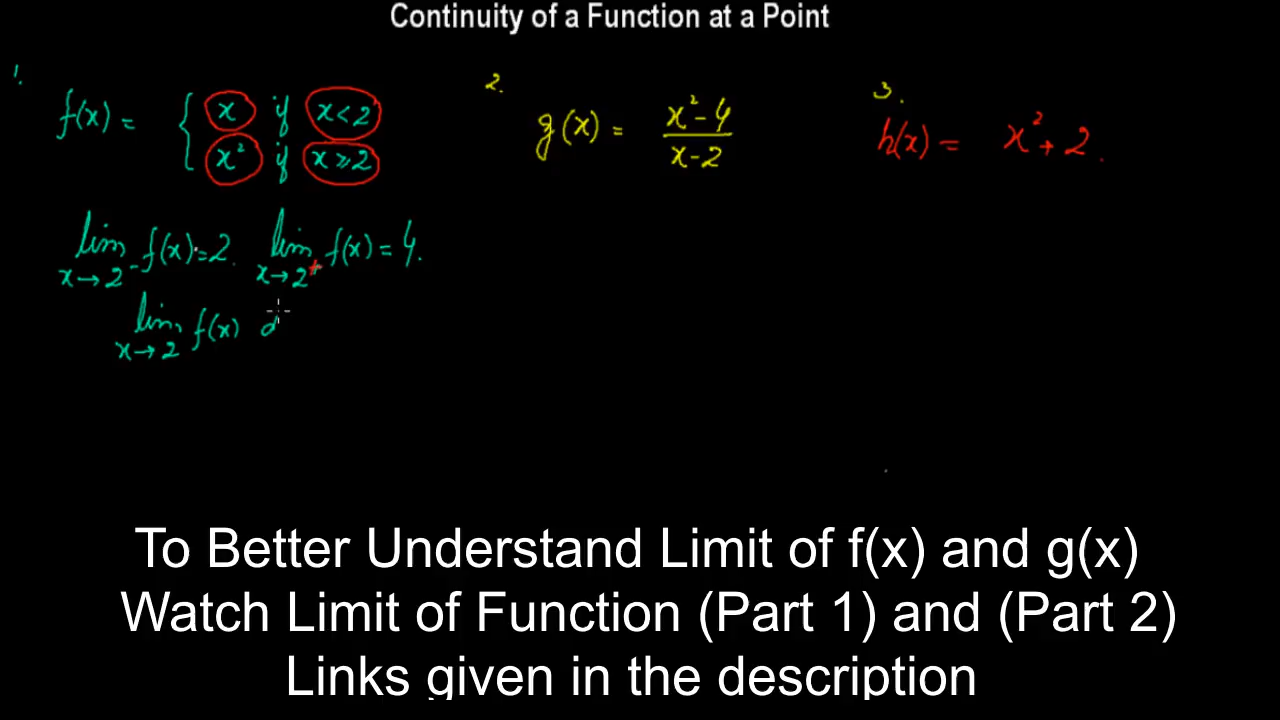 Continuity of a Function at a Point
1.
f(x) = { x if x < 2
x² if x ≥ 2
lim x→2⁻ f(x) = 2. lim x→2⁺ f(x) = 4.
lim x→2 f(x) d
2.
g(x) = x² - 4 / x - 2
3.
h(x) = x² + 2.
To Better Understand Limit of f(x) and g(x)
Watch Limit of Function (Part 1) and (Part 2)
Links given in the description